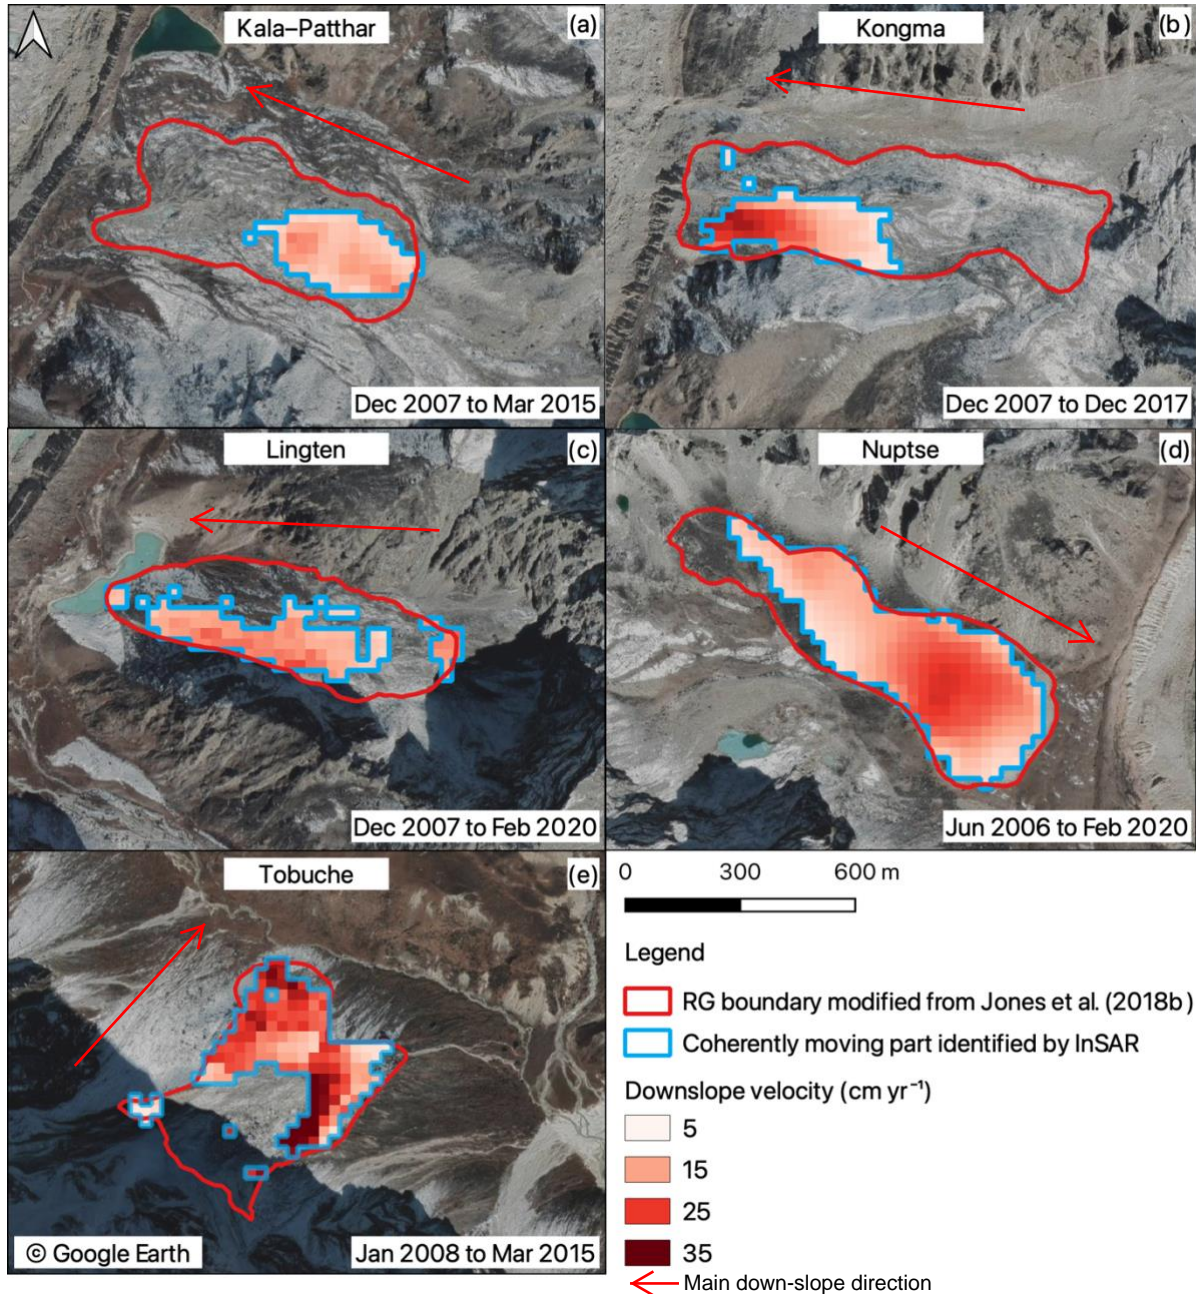 Kala–Patthar
(a)
Dec 2007 to Mar 2015
Kongma
(b)
Dec 2007 to Dec 2017
Lingten
(c)
Dec 2007 to Feb 2020
Nuptse
(d)
Jun 2006 to Feb 2020
Tobuche
(e)
© Google Earth
Jan 2008 to Mar 2015
0 300 600 m
Legend
RG boundary modified from Jones et al. (2018b)
Coherently moving part identified by InSAR
Downslope velocity (cm yr⁻¹)
5
15
25
35
Main down-slope direction